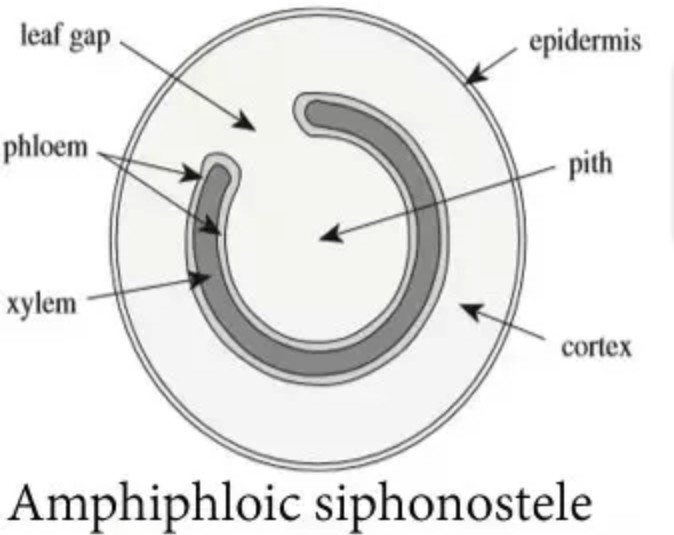 leaf gap
epidermis
phloem
pith
xylem
cortex
Amphiphloic siphonostele